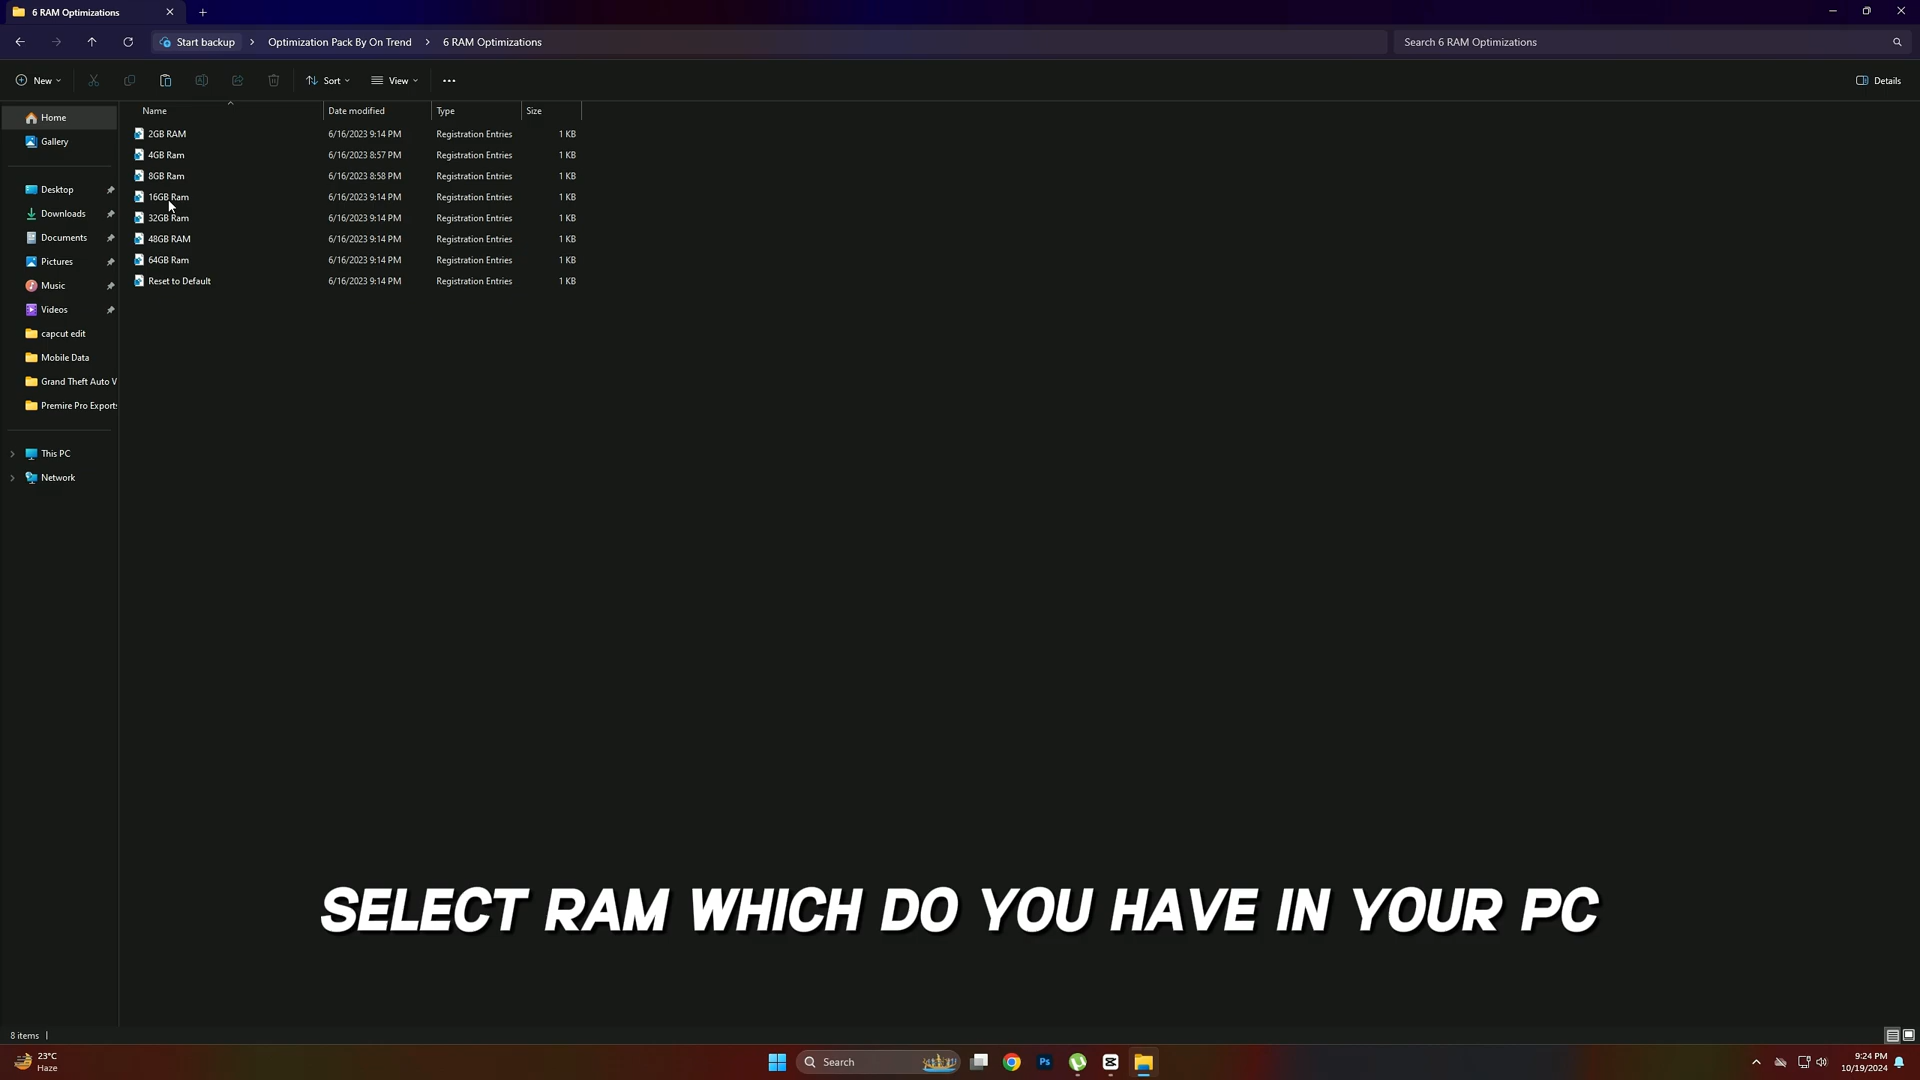 6 RAM Optimizations
Start backup > Optimization Pack By On Trend > 6 RAM Optimizations
Search 6 RAM Optimizations
New
Sort
View
Details
Name Date modified Type Size
2GB RAM 6/16/2023 9:14 PM Registration Entries 1 KB
4GB Ram 6/16/2023 8:57 PM Registration Entries 1 KB
8GB Ram 6/16/2023 8:58 PM Registration Entries 1 KB
16GB Ram 6/16/2023 9:14 PM Registration Entries 1 KB
32GB Ram 6/16/2023 9:14 PM Registration Entries 1 KB
48GB RAM 6/16/2023 9:14 PM Registration Entries 1 KB
64GB Ram 6/16/2023 9:14 PM Registration Entries 1 KB
Reset to Default 6/16/2023 9:14 PM Registration Entries 1 KB
Home
Gallery
Desktop
Downloads
Documents
Pictures
Music
Videos
capcut edit
Mobile Data
Grand Theft Auto V
Premire Pro Exports
This PC
Network
SELECT RAM WHICH DO YOU HAVE IN YOUR PC
8 items
23°C
Haze
Search
Ps
9:24 PM
10/19/2024